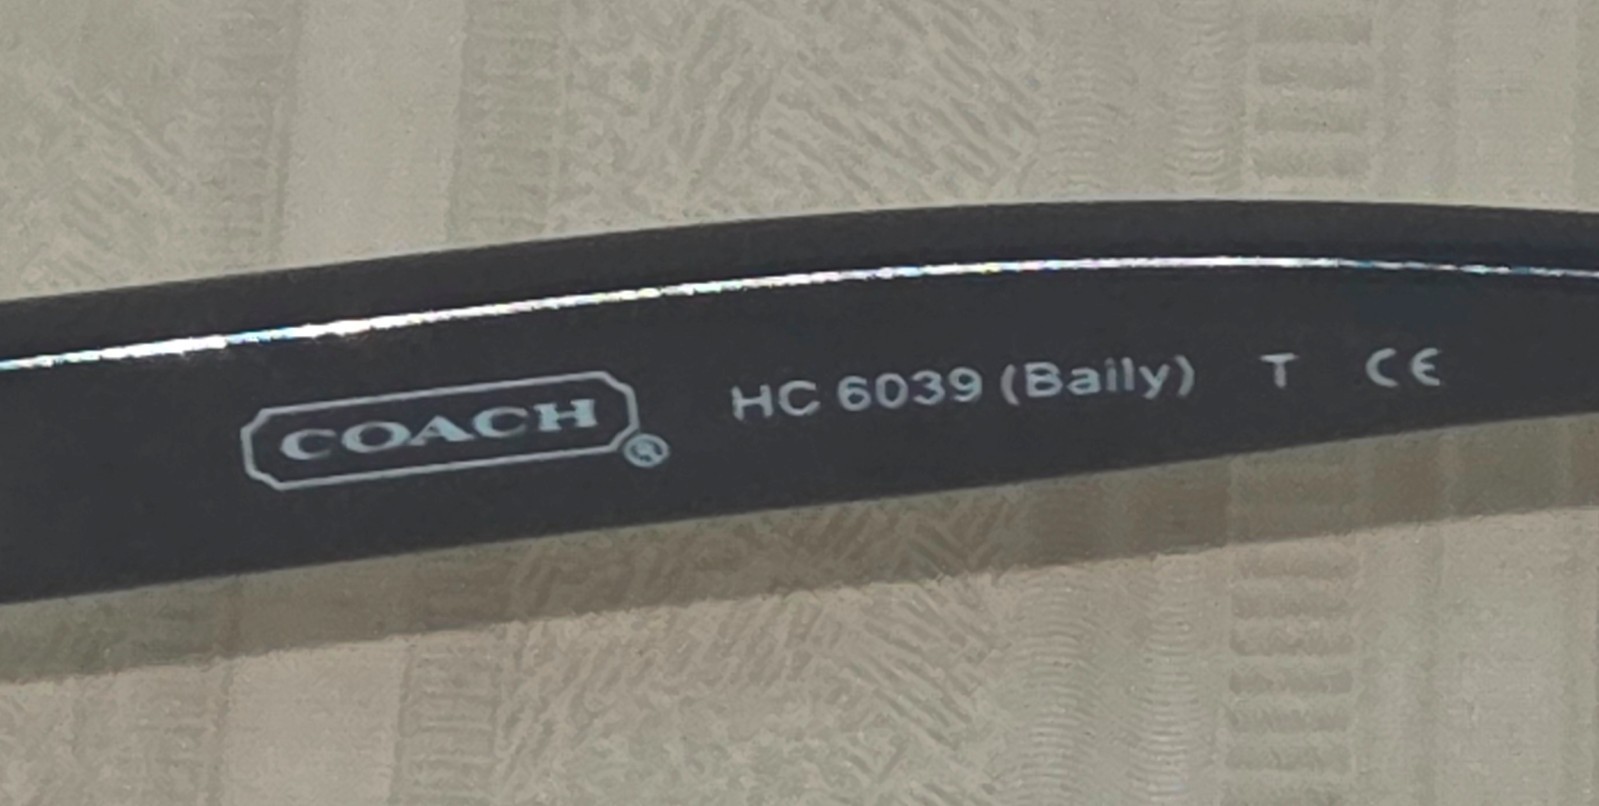 COACH ® HC 6039 (Baily) T CE